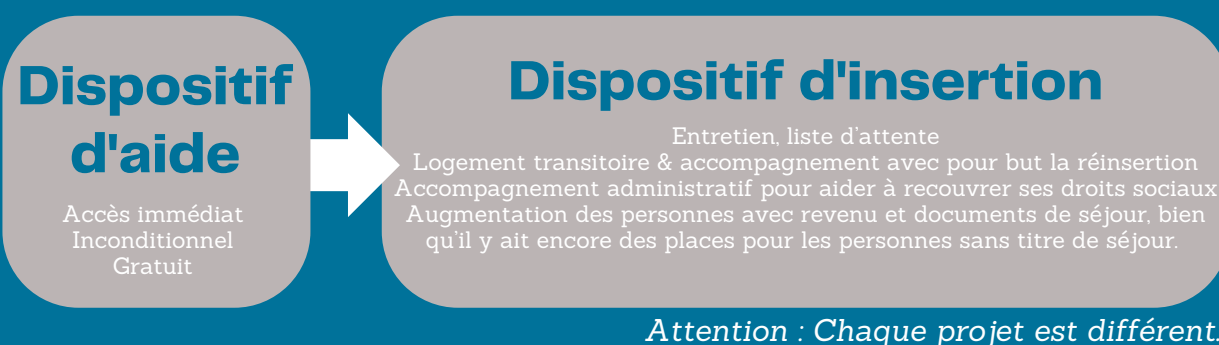 Dispositif
d'aide
Accès immédiat
Inconditionnel
Gratuit
Dispositif d'insertion
Entretien, liste d'attente
Logement transitoire & accompagnement avec pour but la réinsertion
Accompagnement administratif pour aider à recouvrer ses droits sociaux
Augmentation des personnes avec revenu et documents de séjour, bien
qu'il y ait encore des places pour les personnes sans titre de séjour.
Attention : Chaque projet est différent.